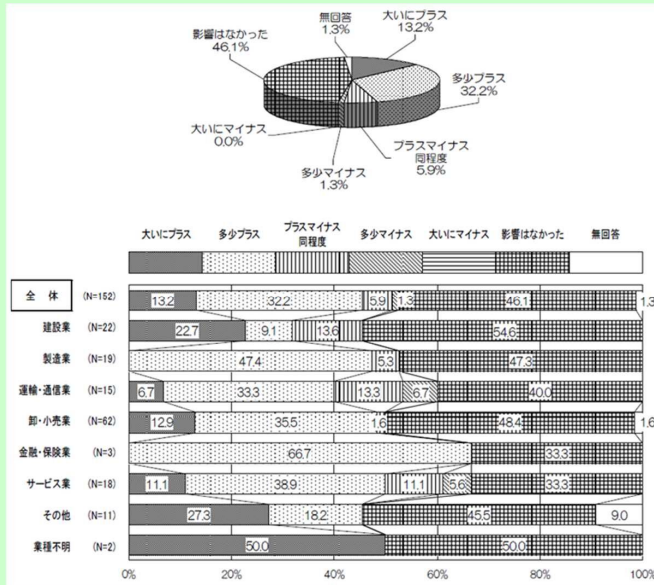 無回答
1.3%
大いにプラス
13.2%
影響はなかった
46.1%
多少プラス
32.2%
大いにマイナス
0.0%
プラスマイナス
同程度
5.9%
多少マイナス
1.3%
大いにプラス 多少プラス プラスマイナス同程度 多少マイナス 大いにマイナス 影響はなかった 無回答
全体 (N=152) 13.2 32.2 5.9 1.3 46.1 1.3
建設業 (N=22) 22.7 9.1 13.6 54.6
製造業 (N=19) 47.4 5.3 47.3
運輸・通信業 (N=15) 6.7 33.3 13.3 6.7 40.0
卸・小売業 (N=62) 12.9 35.5 1.6 48.4 1.6
金融・保険業 (N=3) 66.7 33.3
サービス業 (N=18) 11.1 38.9 11.1 5.6 33.3
その他 (N=11) 27.3 18.2 45.5 9.0
業種不明 (N=2) 50.0 50.0
0% 20% 40% 60% 80% 100%